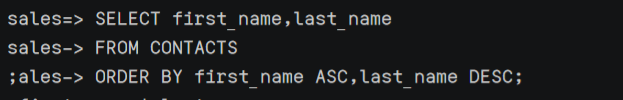 sales=> SELECT first_name,last_name
sales-> FROM CONTACTS
;ales-> ORDER BY first_name ASC,last_name DESC;